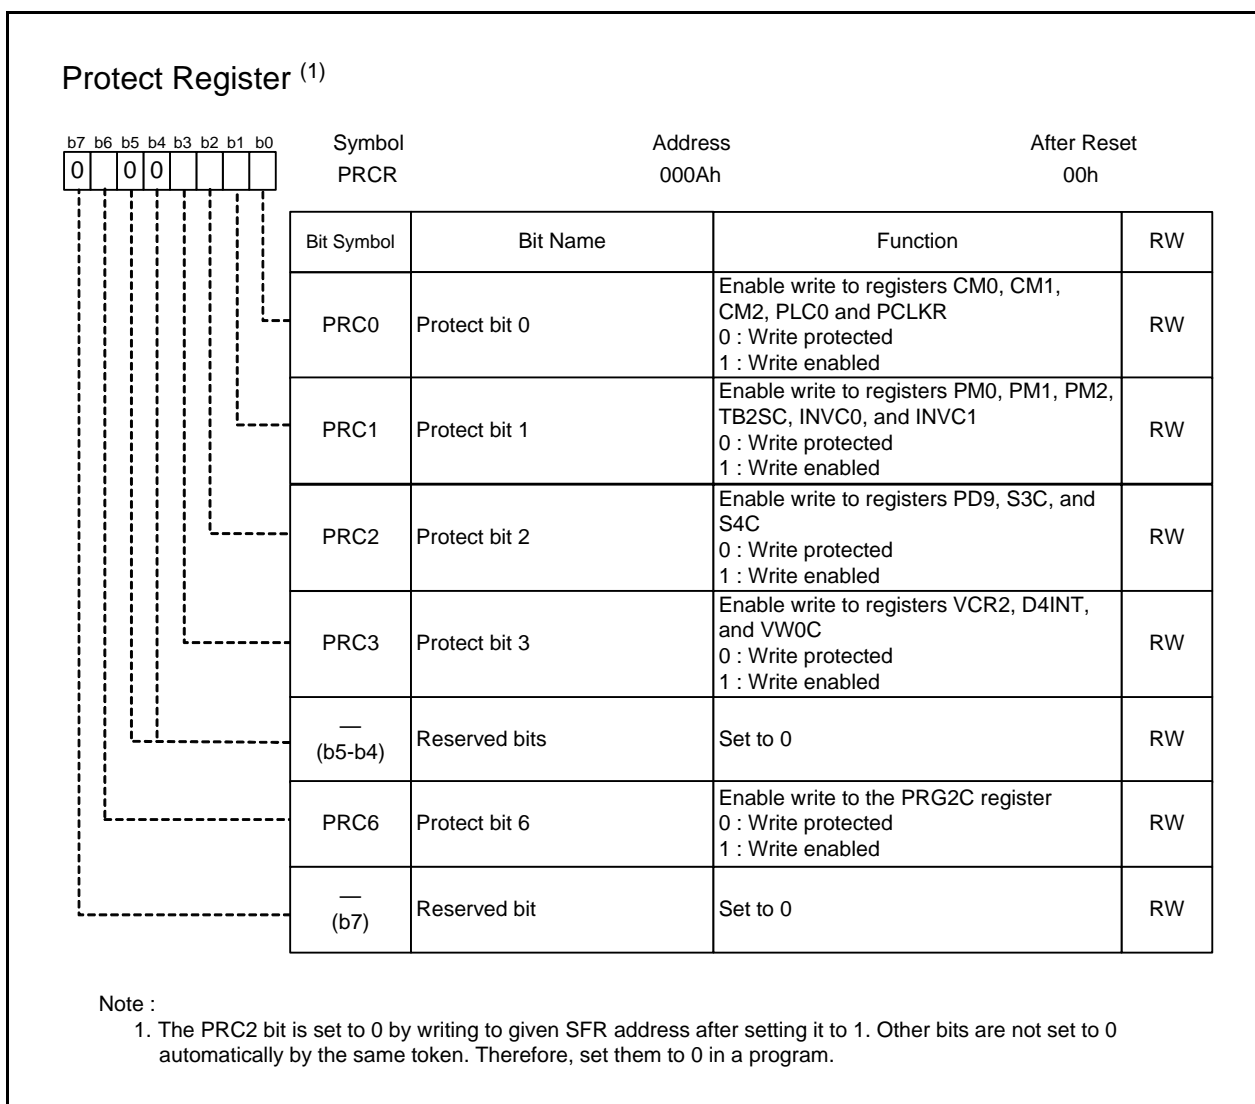 Protect Register (1)
b7 b6 b5 b4 b3 b2 b1 b0
Symbol Address After Reset
0 0 0
PRCR 000Ah 00h
Bit Symbol Bit Name Function RW
PRC0 Protect bit 0 Enable write to registers CM0, CM1,
CM2, PLC0 and PCLKR
0 : Write protected
1 : Write enabled
RW
PRC1 Protect bit 1 Enable write to registers PM0, PM1, PM2,
TB2SC, INVC0, and INVC1
0 : Write protected
1 : Write enabled
RW
PRC2 Protect bit 2 Enable write to registers PD9, S3C, and
S4C
0 : Write protected
1 : Write enabled
RW
PRC3 Protect bit 3 Enable write to registers VCR2, D4INT,
and VW0C
0 : Write protected
1 : Write enabled
RW
—
(b5-b4) Reserved bits Set to 0 RW
PRC6 Protect bit 6 Enable write to the PRG2C register
0 : Write protected
1 : Write enabled
RW
—
(b7) Reserved bit Set to 0 RW
Note :
1. The PRC2 bit is set to 0 by writing to given SFR address after setting it to 1. Other bits are not set to 0
automatically by the same token. Therefore, set them to 0 in a program.